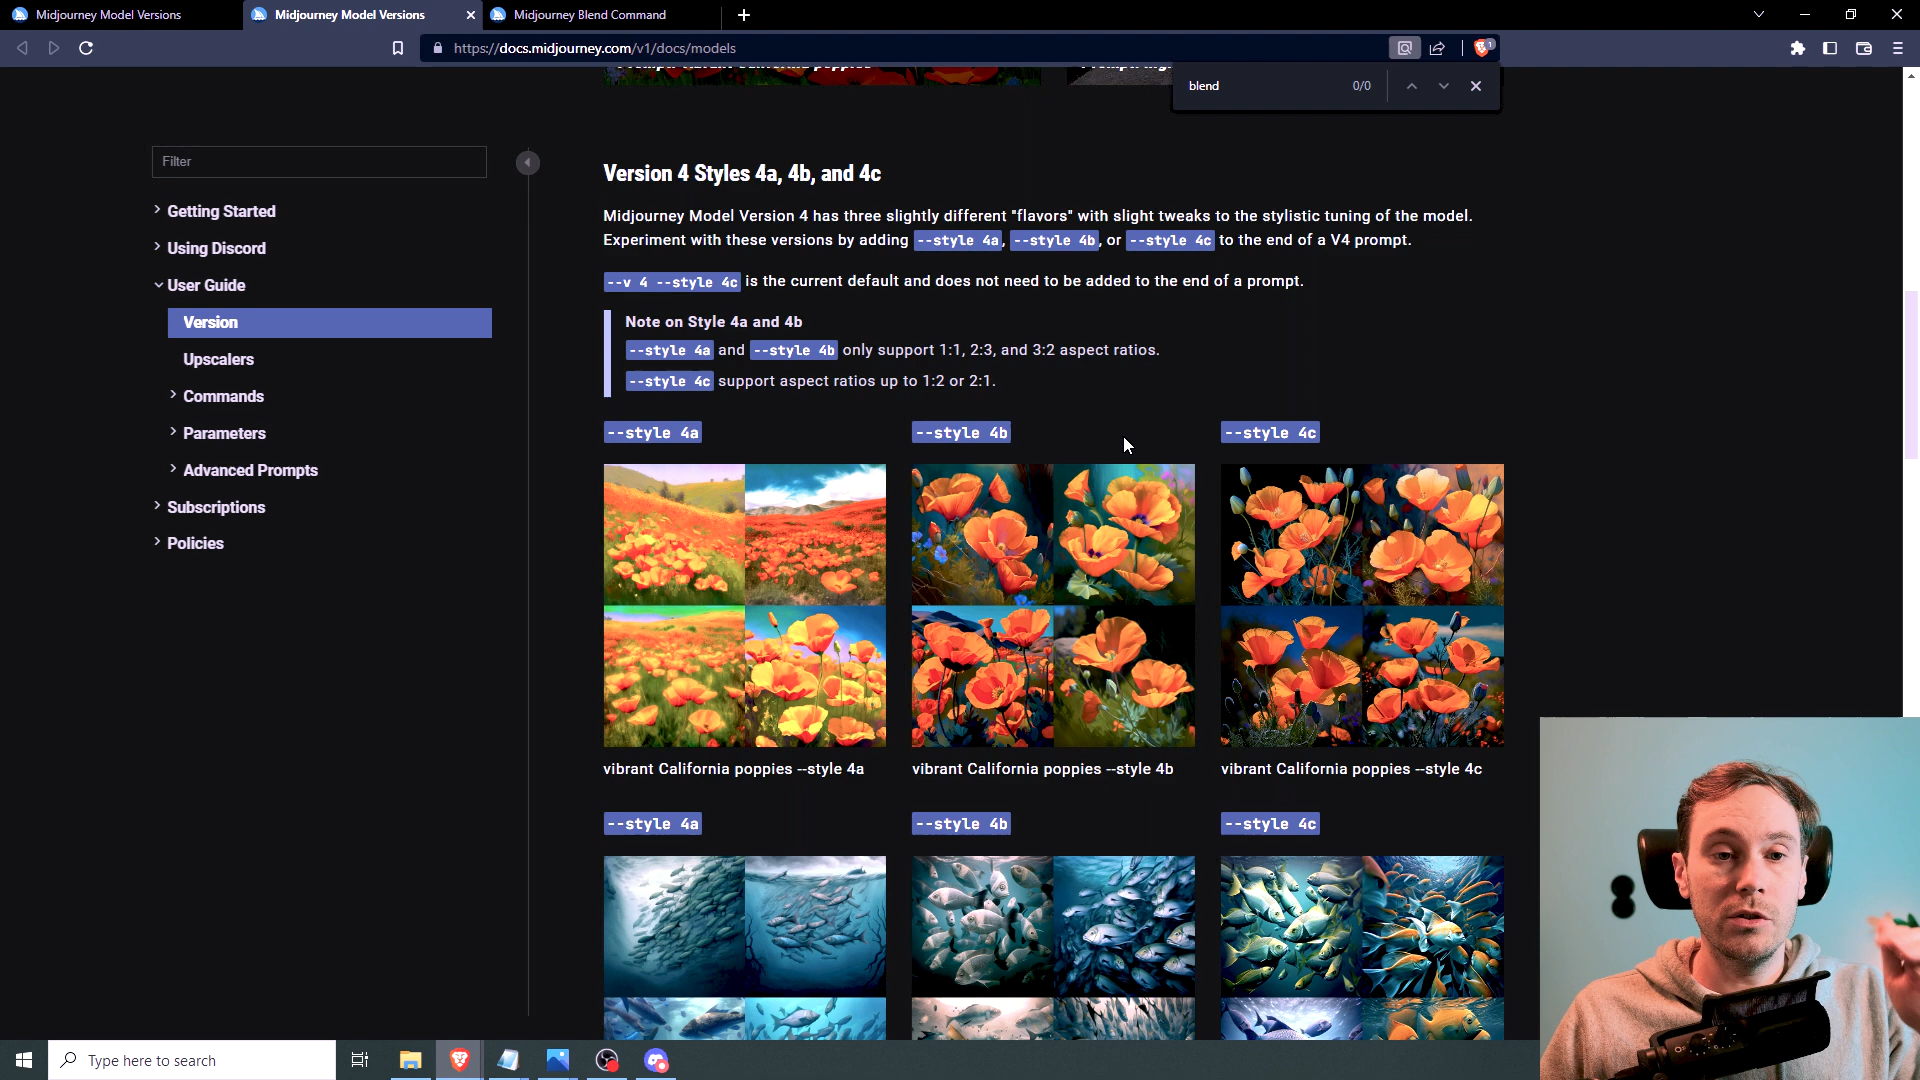 Midjourney Model Versions
Midjourney Model Versions
Midjourney Blend Command
https://docs.midjourney.com/v1/docs/models
1
blend
0/0
Filter
Getting Started
Using Discord
User Guide
Version
Upscalers
Commands
Parameters
Advanced Prompts
Subscriptions
Policies
Version 4 Styles 4a, 4b, and 4c
Midjourney Model Version 4 has three slightly different "flavors" with slight tweaks to the stylistic tuning of the model.
Experiment with these versions by adding --style 4a, --style 4b, or --style 4c to the end of a V4 prompt.
--v 4 --style 4c is the current default and does not need to be added to the end of a prompt.
Note on Style 4a and 4b
--style 4a and --style 4b only support 1:1, 2:3, and 3:2 aspect ratios.
--style 4c support aspect ratios up to 1:2 or 2:1.
--style 4a
--style 4b
--style 4c
vibrant California poppies --style 4a
vibrant California poppies --style 4b
vibrant California poppies --style 4c
--style 4a
--style 4b
--style 4c
Type here to search